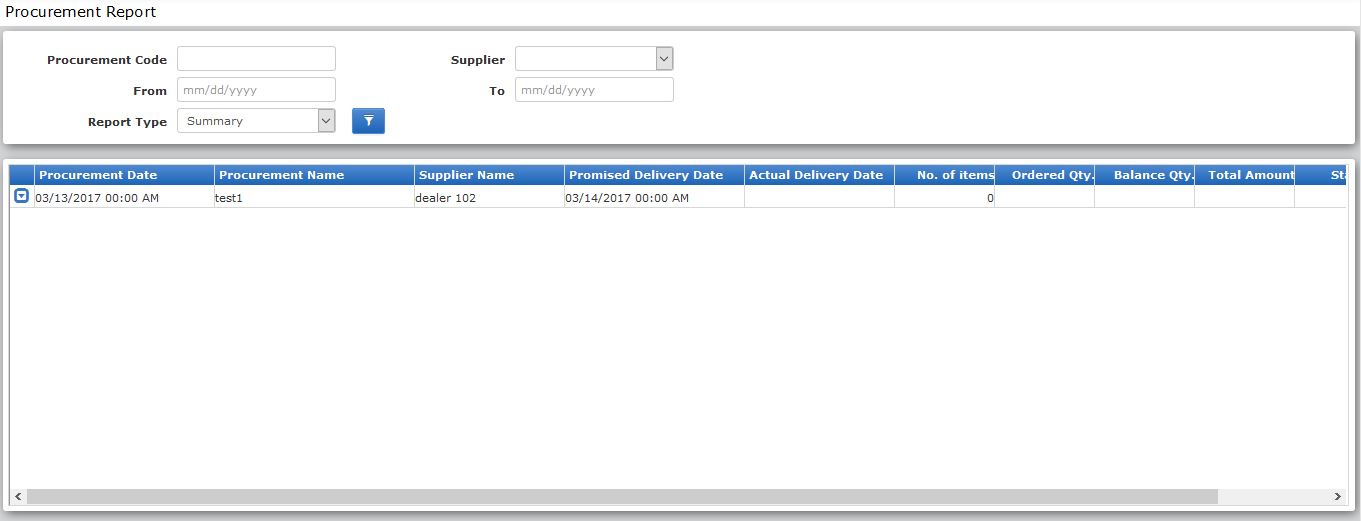 Procurement Report
Procurement Code Supplier
From mm/dd/yyyy To mm/dd/yyyy
Report Type Summary
Procurement Date Procurement Name Supplier Name Promised Delivery Date Actual Delivery Date No. of items Ordered Qty. Balance Qty. Total Amount Sta
03/13/2017 00:00 AM test1 dealer 102 03/14/2017 00:00 AM 0